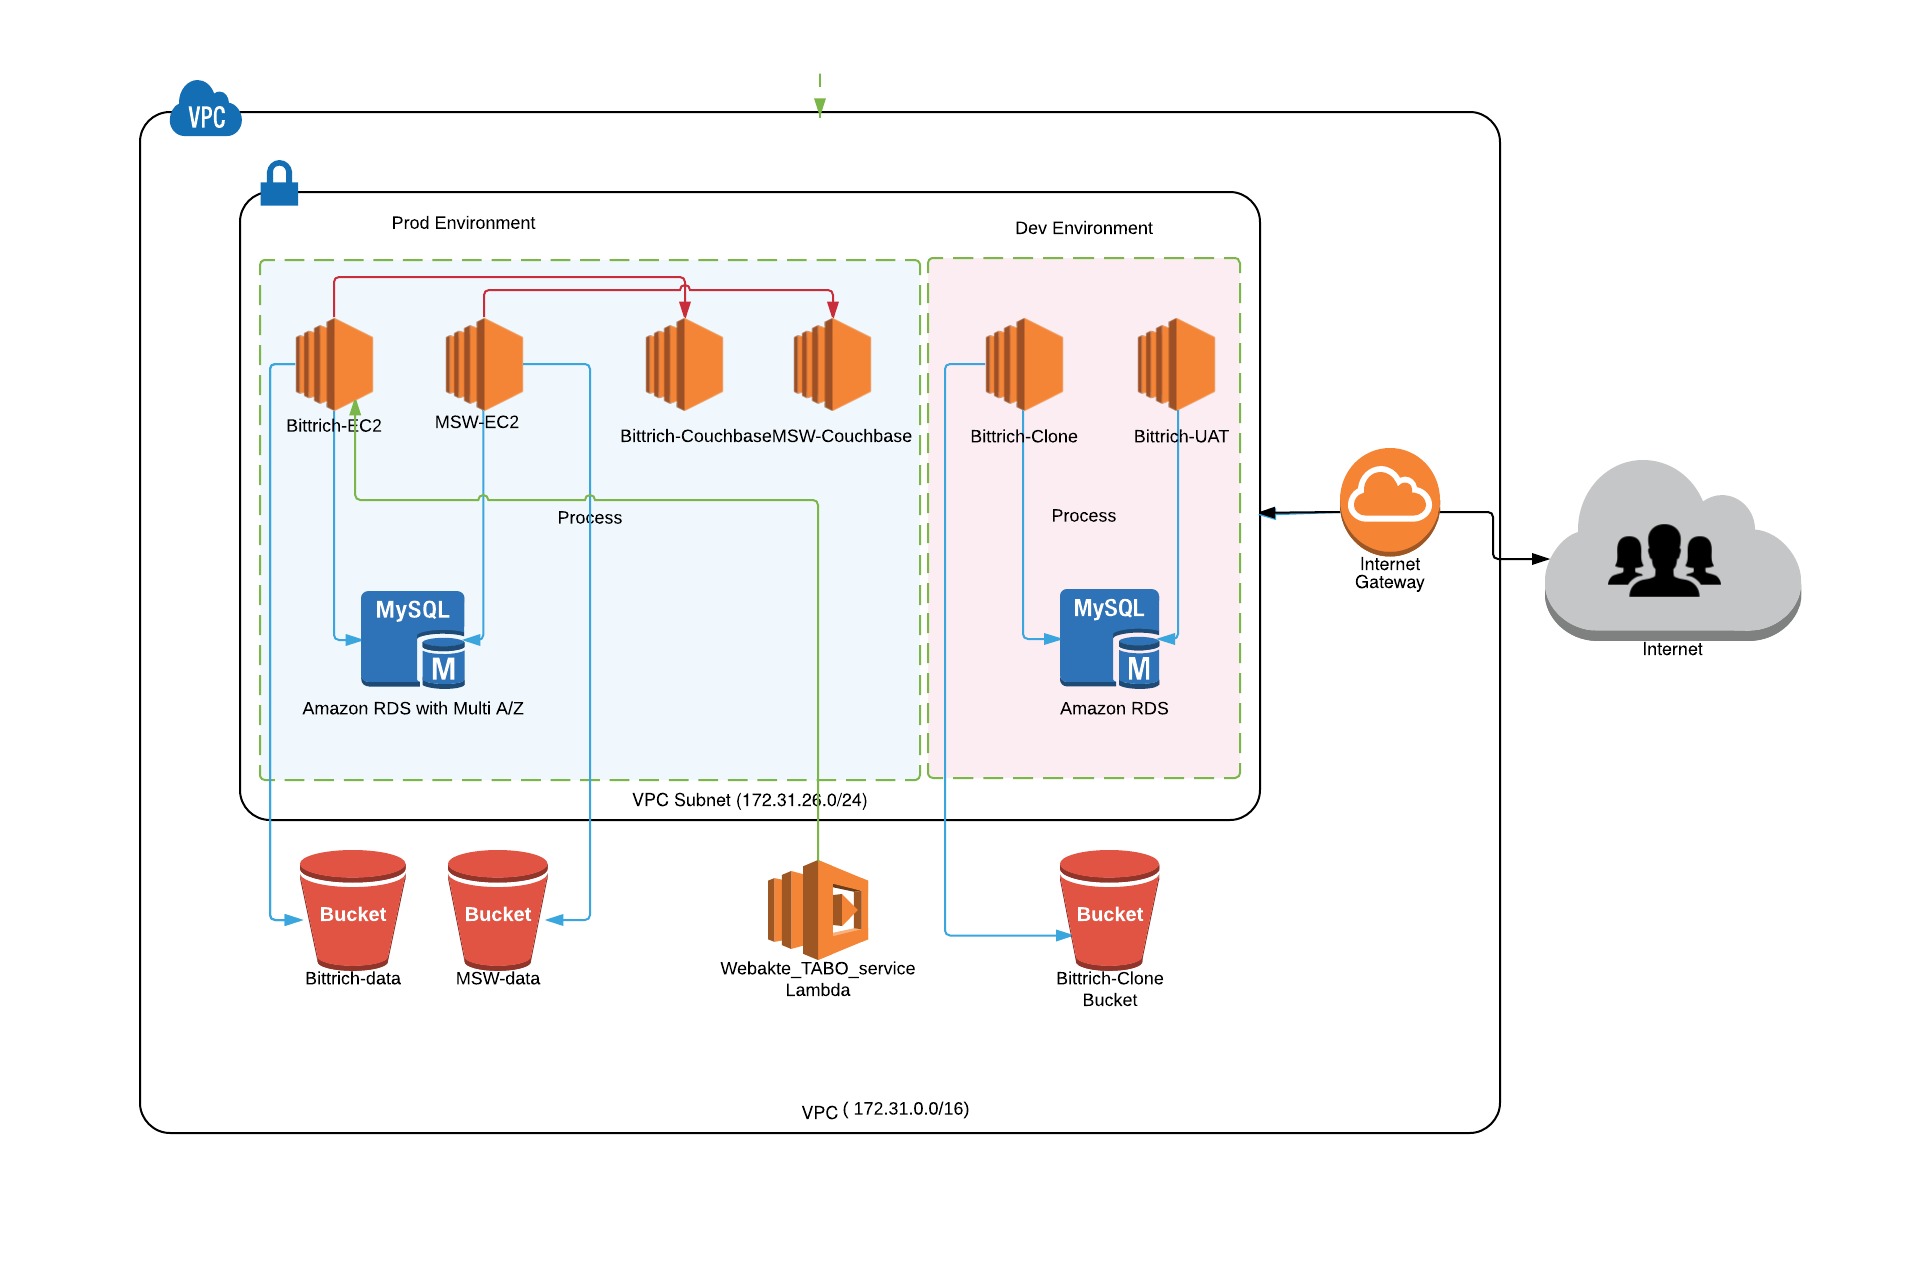 VPC
Prod Environment
Dev Environment
Bittrich-EC2
MSW-EC2
Bittrich-Couchbase
MSW-Couchbase
Bittrich-Clone
Bittrich-UAT
Process
Process
Internet
Gateway
Internet
MySQL
M
Amazon RDS with Multi A/Z
MySQL
M
Amazon RDS
VPC Subnet (172.31.26.0/24)
Bucket
Bittrich-data
Bucket
MSW-data
Webakte_TABO_service
Lambda
Bucket
Bittrich-Clone
Bucket
VPC ( 172.31.0.0/16)